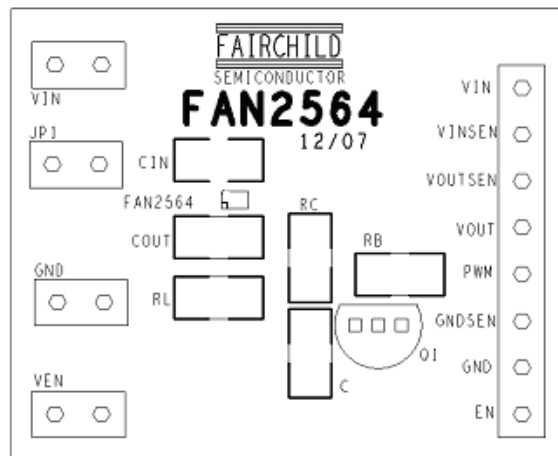 FAIRCHILD
SEMICONDUCTOR
FAN2564
12/07
VIN
JP1
GND
VEN
CIN
FAN2564
COUT
RL
RC
RB
C
Q1
VIN
VINSEN
VOUTSEN
VOUT
PWM
GNDSEN
GND
EN